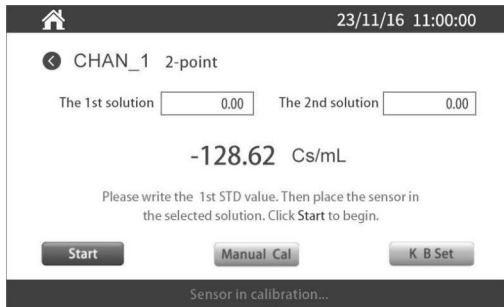 23/11/16 11:00:00
CHAN_1 2-point
The 1st solution 0.00 The 2nd solution 0.00
-128.62 Cs/mL
Please write the 1st STD value. Then place the sensor in
the selected solution. Click Start to begin.
Start Manual Cal K B Set
Sensor in calibration...